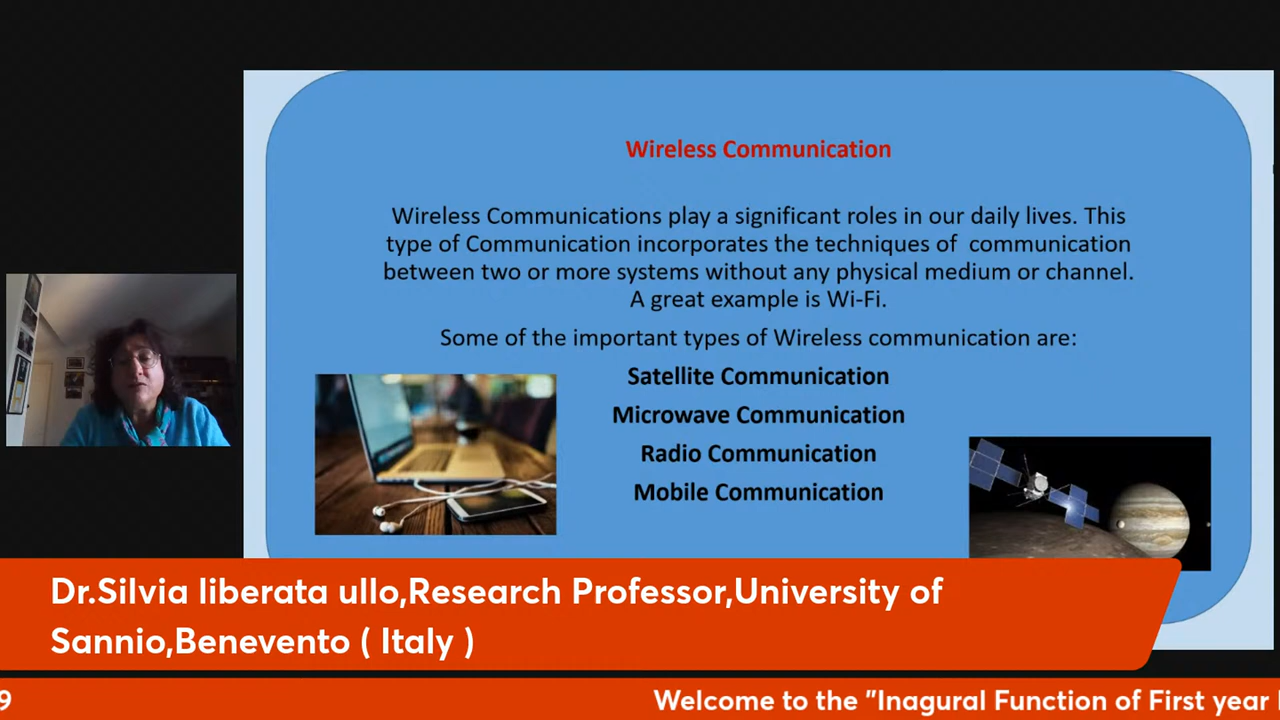 Wireless Communication
Wireless Communications play a significant roles in our daily lives. This
type of Communication incorporates the techniques of communication
between two or more systems without any physical medium or channel.
A great example is Wi-Fi.
Some of the important types of Wireless communication are:
Satellite Communication
Microwave Communication
Radio Communication
Mobile Communication
Dr.Silvia liberata ullo,Research Professor,University of
Sannio,Benevento ( Italy )
9 Welcome to the "Inagural Function of First year